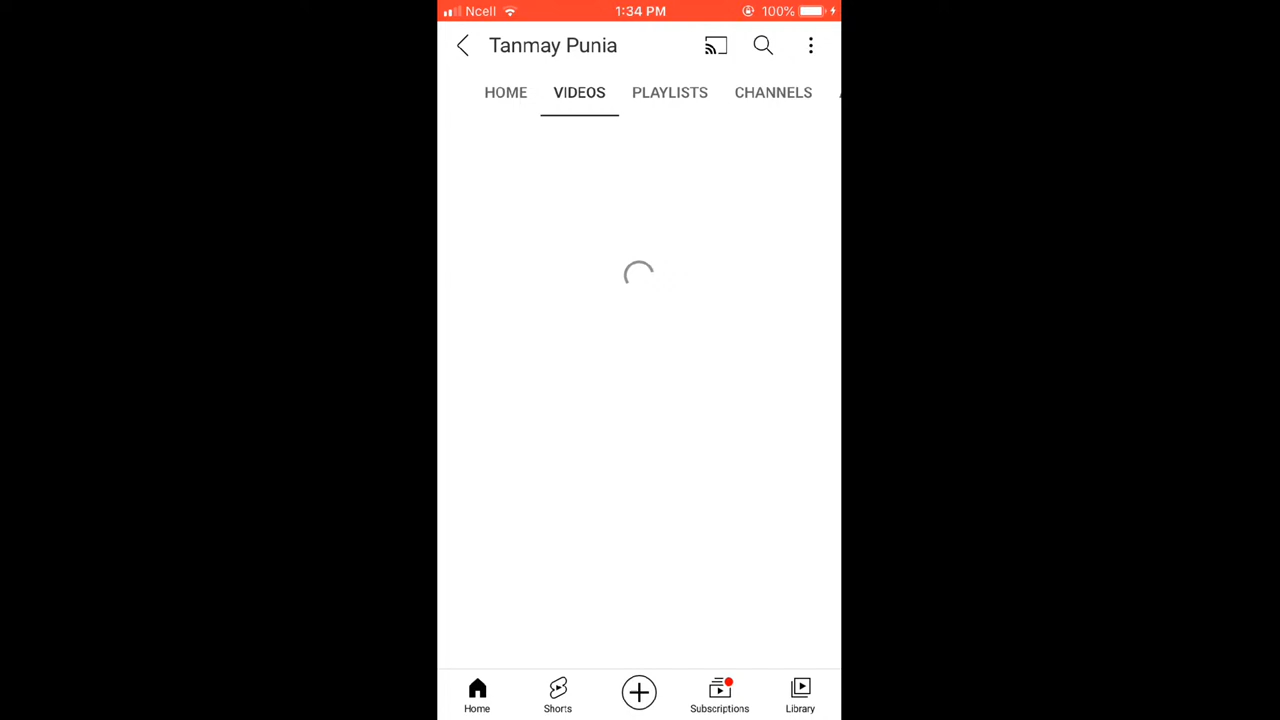 Ncell 1:34 PM 100%
Tanmay Punia
HOME VIDEOS PLAYLISTS CHANNELS
Home Shorts Subscriptions Library